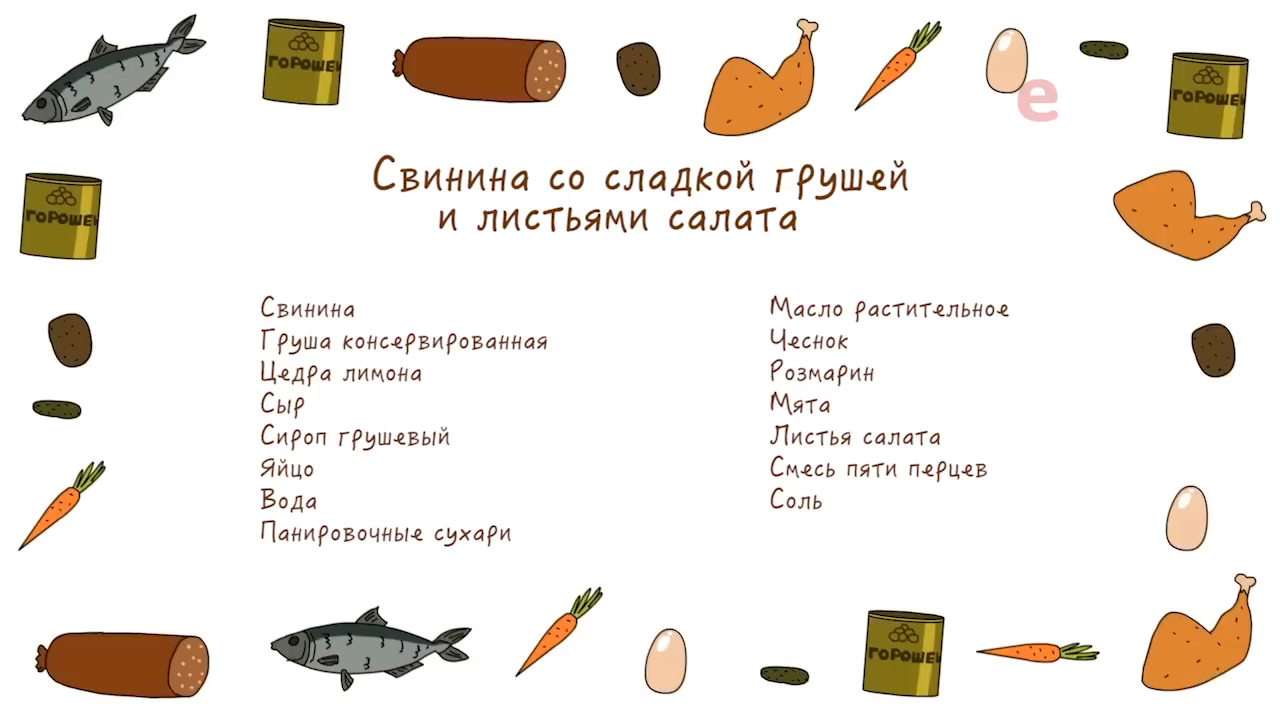 ГОРОШЕК
e
ГОРОШЕК
Свинина со сладкой грушей
и листьями салата
ГОРОШЕК
Свинина
Груша консервированная
Цедра лимона
Сыр
Сироп грушевый
Яйцо
Вода
Панировочные сухари
Масло растительное
Чеснок
Розмарин
Мята
Листья салата
Смесь пяти перцев
Соль
ГОРОШЕК